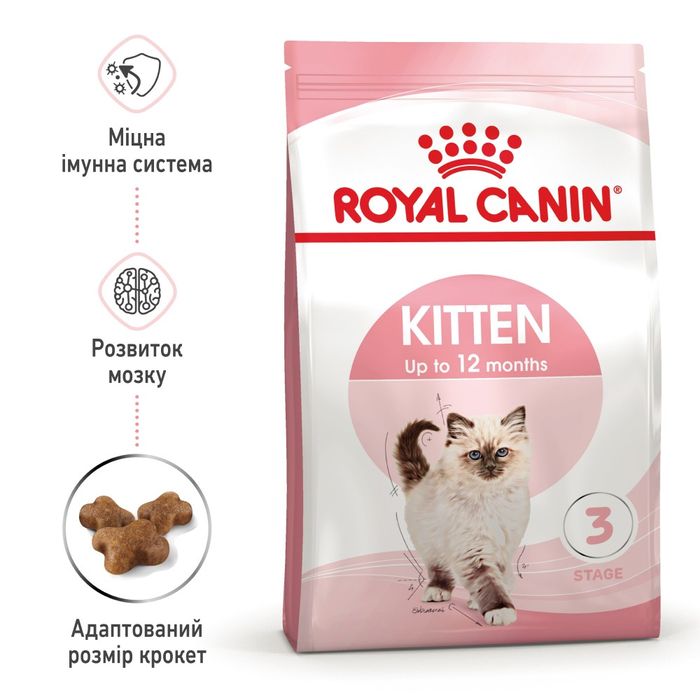 Міцна
імунна система
Розвиток
мозку
Адаптований
розмір крокет
ROYAL CANIN®
KITTEN
Up to 12 months
3
STAGE